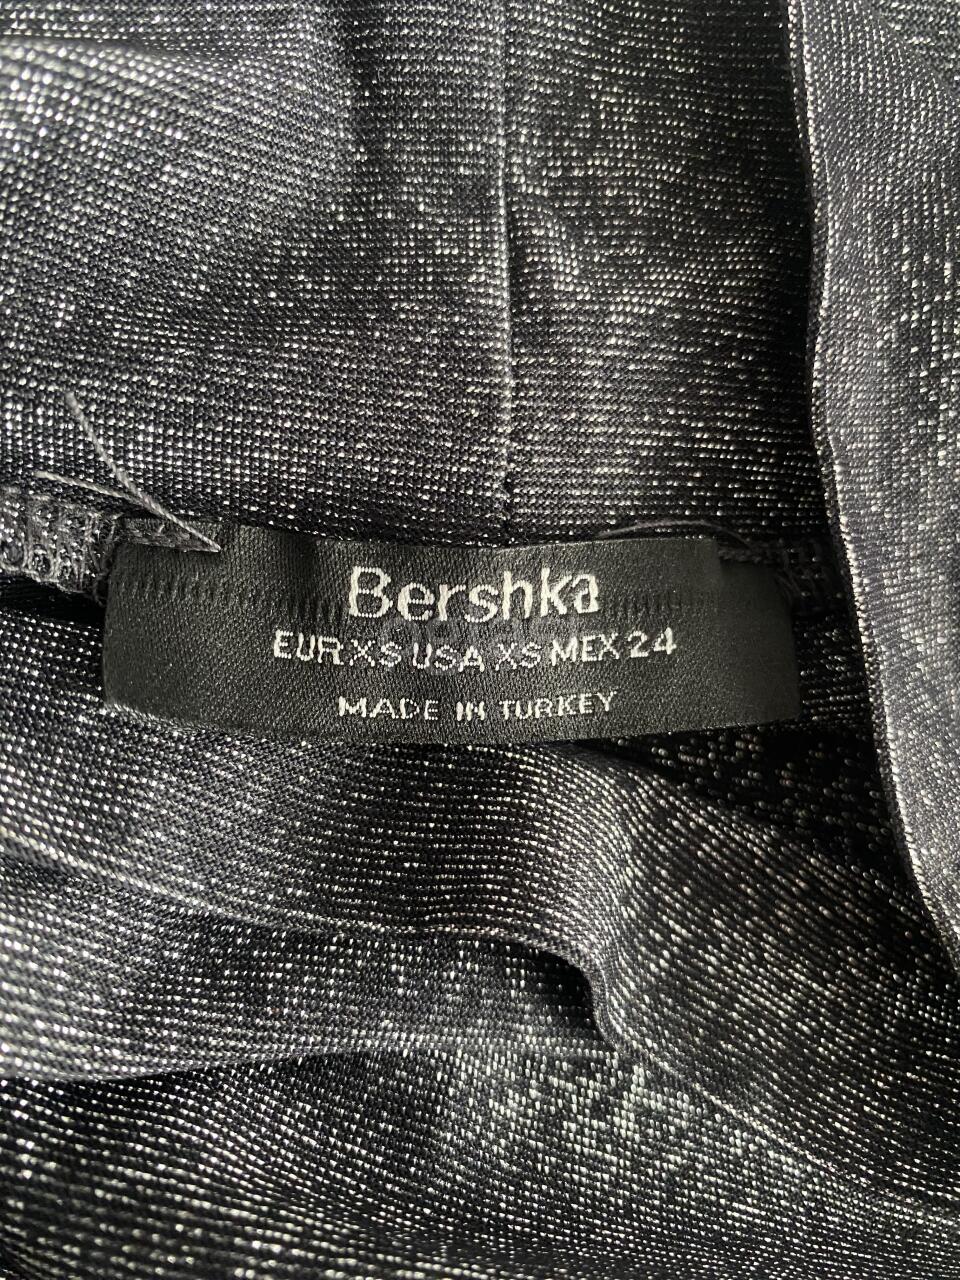 Bershka
EUR XS USA XS MEX 24
MADE IN TURKEY